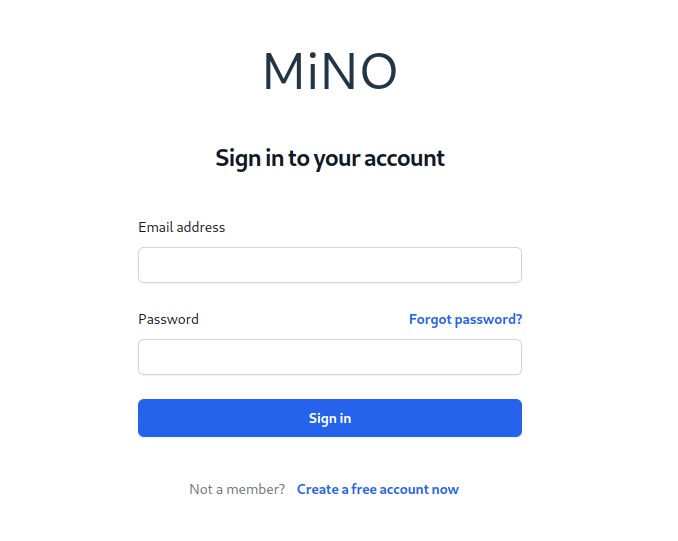 MiNO
Sign in to your account
Email address
Password Forgot password?
Sign in
Not a member? Create a free account now